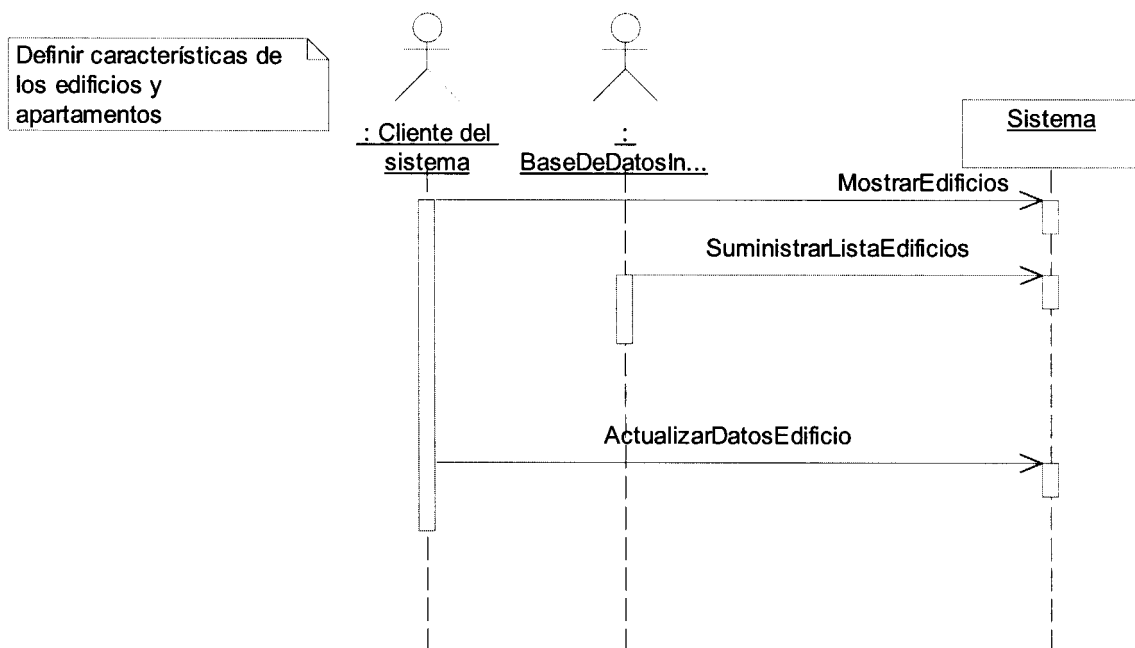 Definir características de
los edificios y
apartamentos
: Cliente del
sistema
:
BaseDeDatosIn...
Sistema
MostrarEdificios
SuministrarListaEdificios
ActualizarDatosEdificio